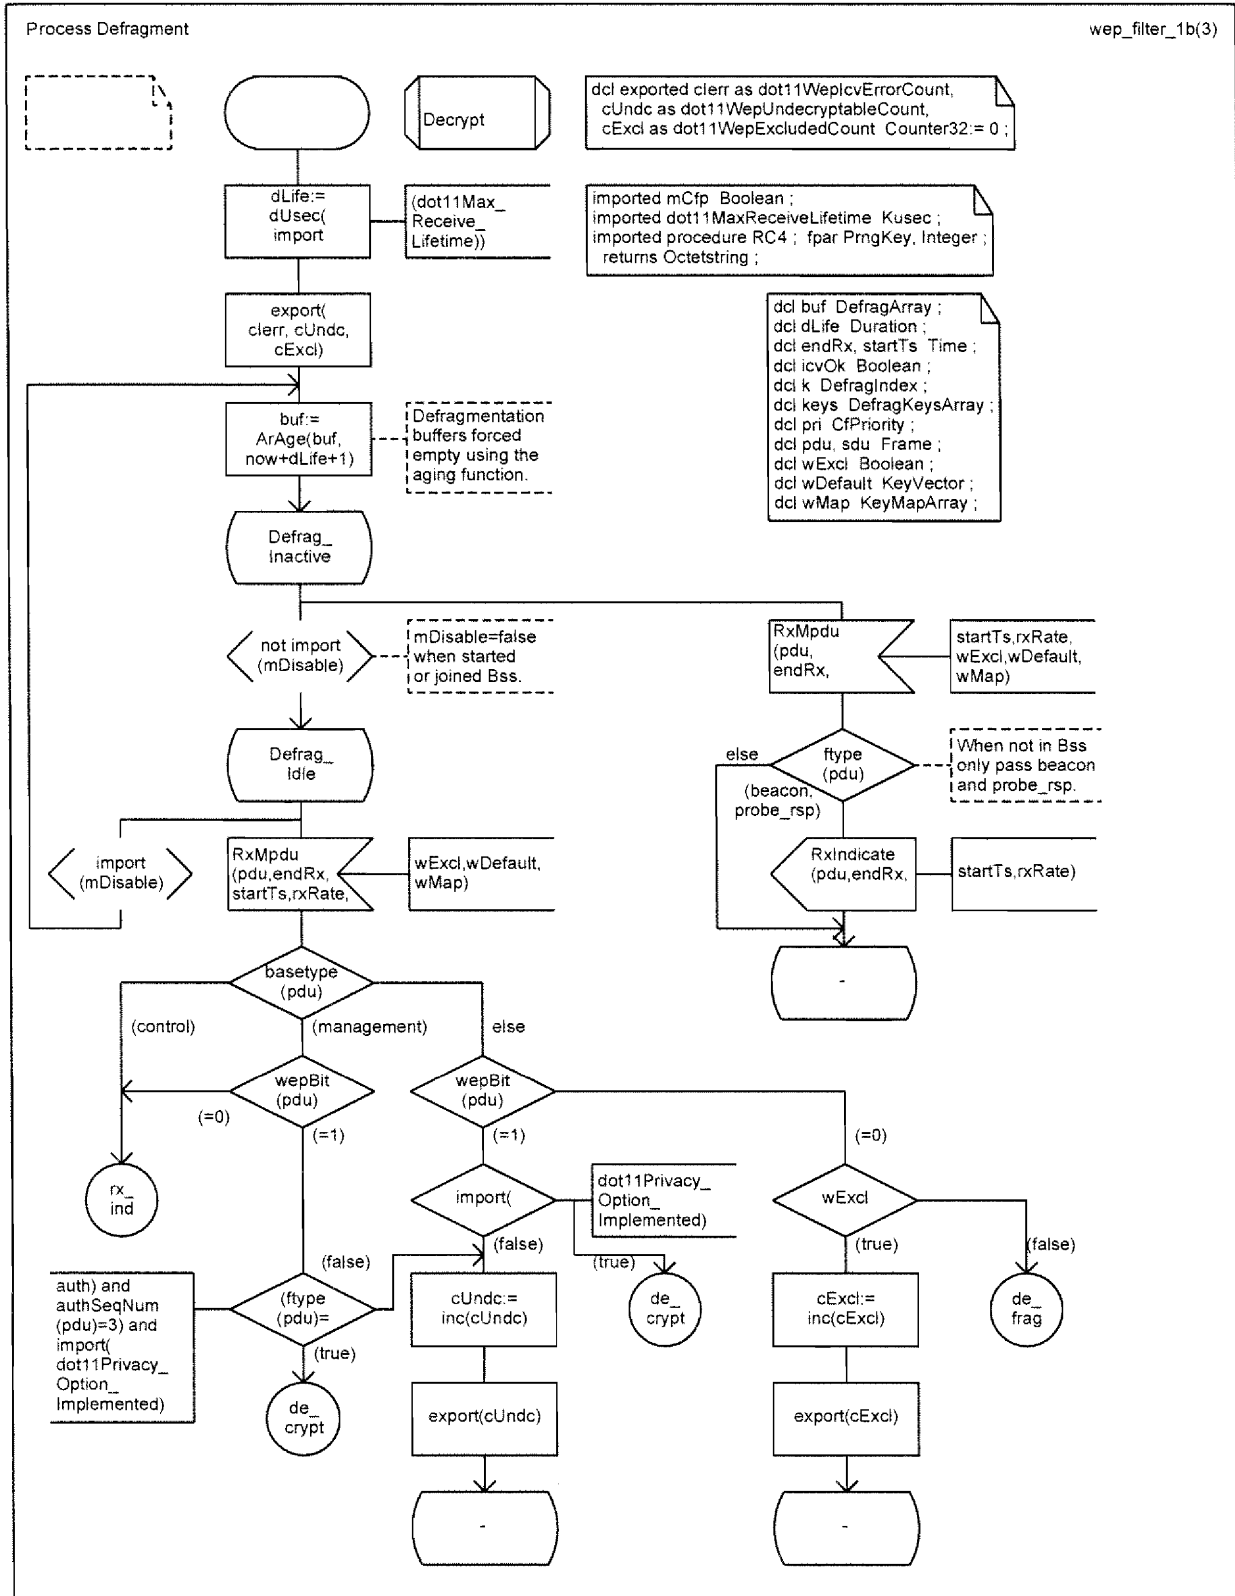 Process Defragment
wep_filter_1b(3)
Decrypt
dcl exported cIerr as dot11WepIcvErrorCount,
cUndc as dot11WepUndecryptableCount,
cExcl as dot11WepExcludedCount Counter32:= 0 ;
dLife:=
dUsec(
import
(dot11Max_
Receive_
Lifetime))
imported mCfp Boolean ;
imported dot11MaxReceiveLifetime Kusec ;
imported procedure RC4 ; fpar PrngKey, Integer ;
returns Octetstring ;
export(
cIerr, cUndc,
cExcl)
dcl buf DefragArray ;
dcl dLife Duration ;
dcl endRx, startTs Time ;
dcl icvOk Boolean ;
dcl k DefragIndex ;
dcl keys DefragKeysArray ;
dcl pri CfPriority ;
dcl pdu, sdu Frame ;
dcl wExcl Boolean ;
dcl wDefault KeyVector ;
dcl wMap KeyMapArray ;
buf:=
ArAge(buf,
now+dLife+1)
Defragmentation
buffers forced
empty using the
aging function.
Defrag_
Inactive
not import
(mDisable)
mDisable=false
when started
or joined Bss.
RxMpdu
(pdu,
endRx,
startTs,rxRate,
wExcl,wDefault,
wMap)
Defrag_
Idle
else
ftype
(pdu)
When not in Bss
only pass beacon
and probe_rsp.
(beacon,
probe_rsp)
import
(mDisable)
RxMpdu
(pdu,endRx,
startTs,rxRate,
wExcl,wDefault,
wMap)
RxIndicate
(pdu,endRx,
startTs,rxRate)
-
basetype
(pdu)
(control)
(management)
else
wepBit
(pdu)
(=0)
(=1)
wepBit
(pdu)
(=1)
(=0)
rx_
ind
import(
dot11Privacy_
Option_
Implemented)
wExcl
(false)
(false)
(true)
(true)
(false)
auth) and
authSeqNum
(pdu)=3) and
import(
dot11Privacy_
Option_
Implemented)
(ftype
(pdu)=
(true)
cUndc:=
inc(cUndc)
de_
crypt
cExcl:=
inc(cExcl)
de_
frag
de_
crypt
export(cUndc)
export(cExcl)
-
-